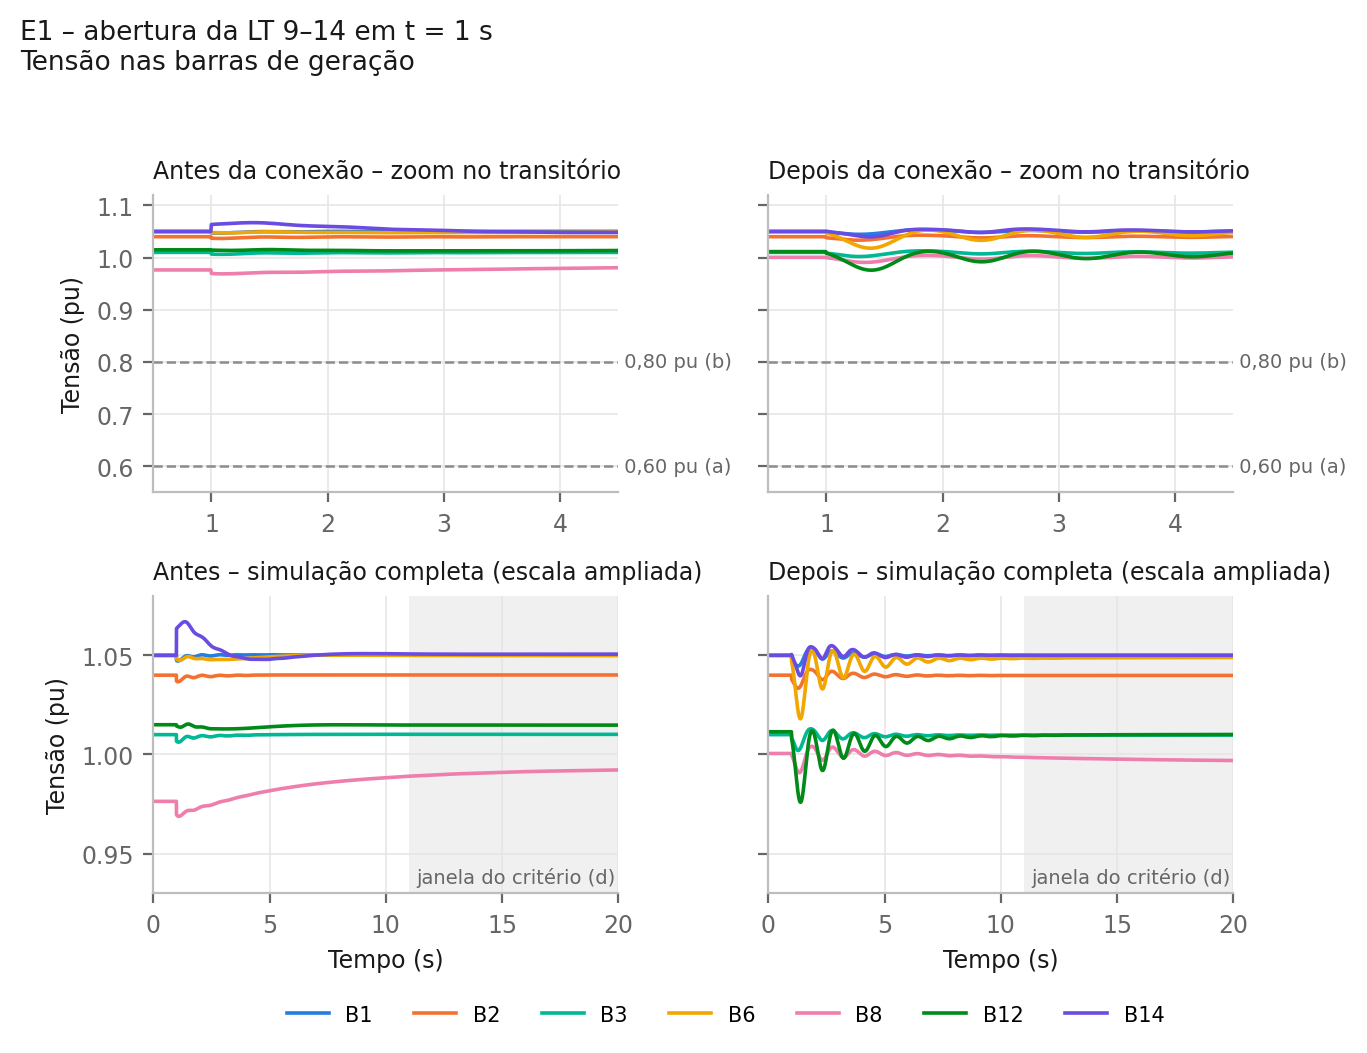 E1 – abertura da LT 9–14 em t = 1 s
Tensão nas barras de geração
Antes da conexão – zoom no transitório
Depois da conexão – zoom no transitório
Tensão (pu)
1.1
1.0
0.9
0.8
0.7
0.6
0,80 pu (b)
0,60 pu (a)
0,80 pu (b)
0,60 pu (a)
1 2 3 4
1 2 3 4
Antes – simulação completa (escala ampliada)
Depois – simulação completa (escala ampliada)
Tensão (pu)
1.05
1.00
0.95
janela do critério (d)
janela do critério (d)
0 5 10 15 20
0 5 10 15 20
Tempo (s)
Tempo (s)
B1 B2 B3 B6 B8 B12 B14